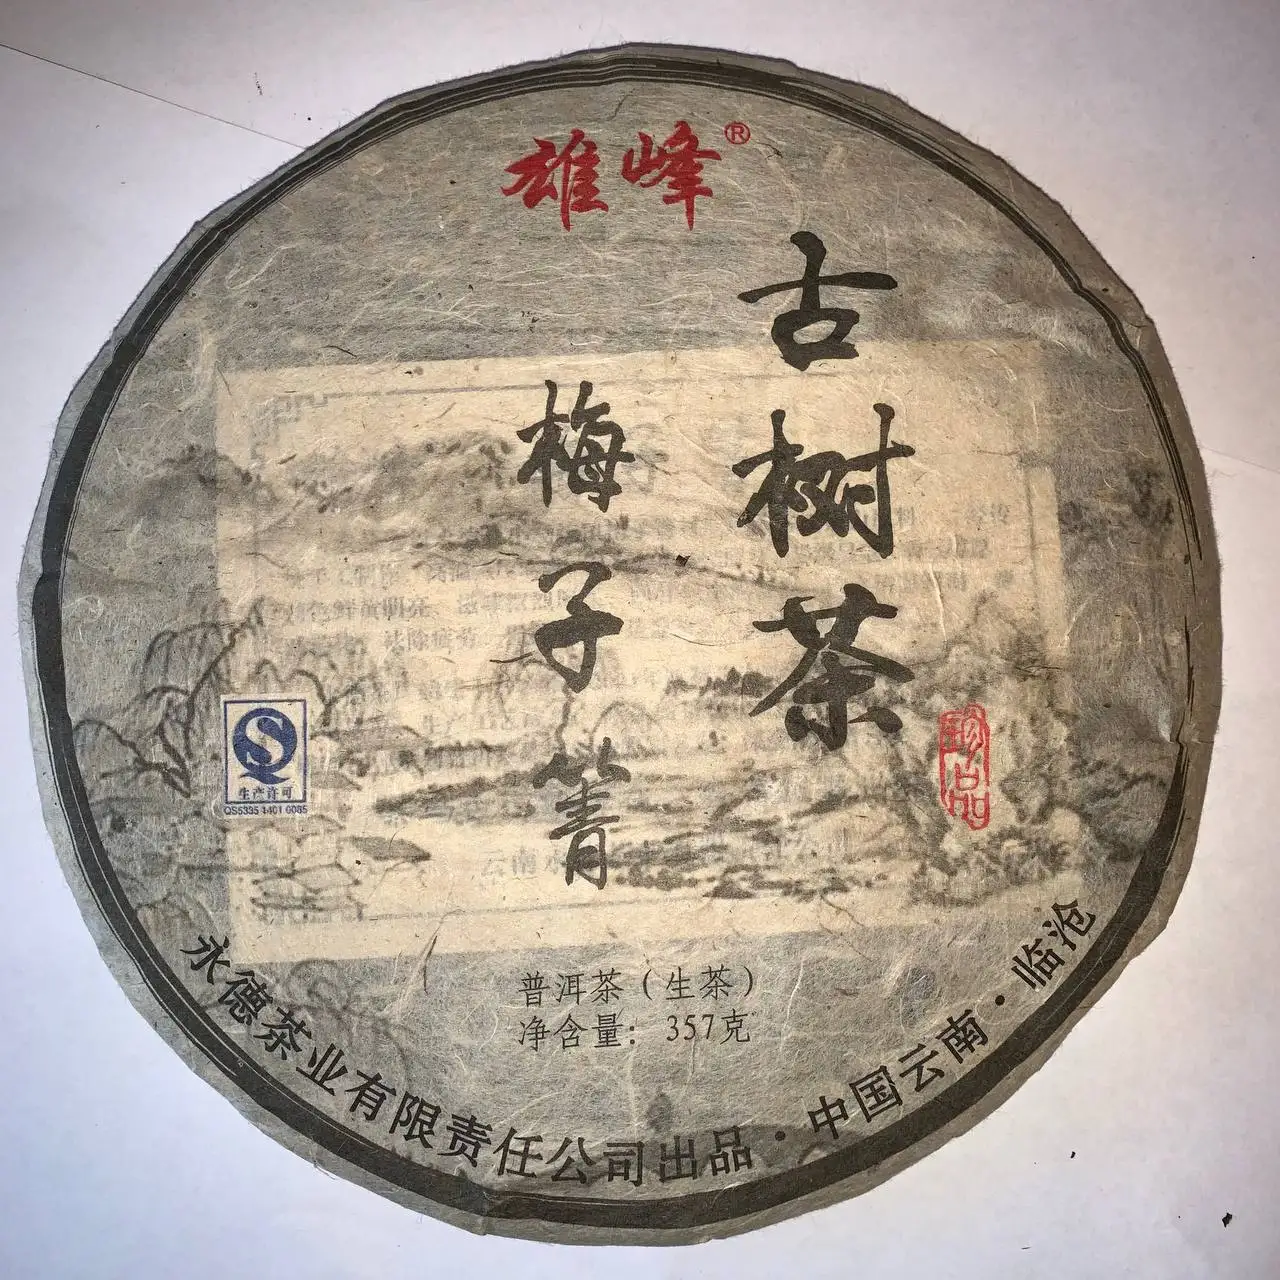 雄峰®
古树茶
梅子箐
珍品
生产许可
QS5335 1401 0085
普洱茶（生茶）
净含量：357克
永德茶业有限责任公司出品·中国云南·临沧